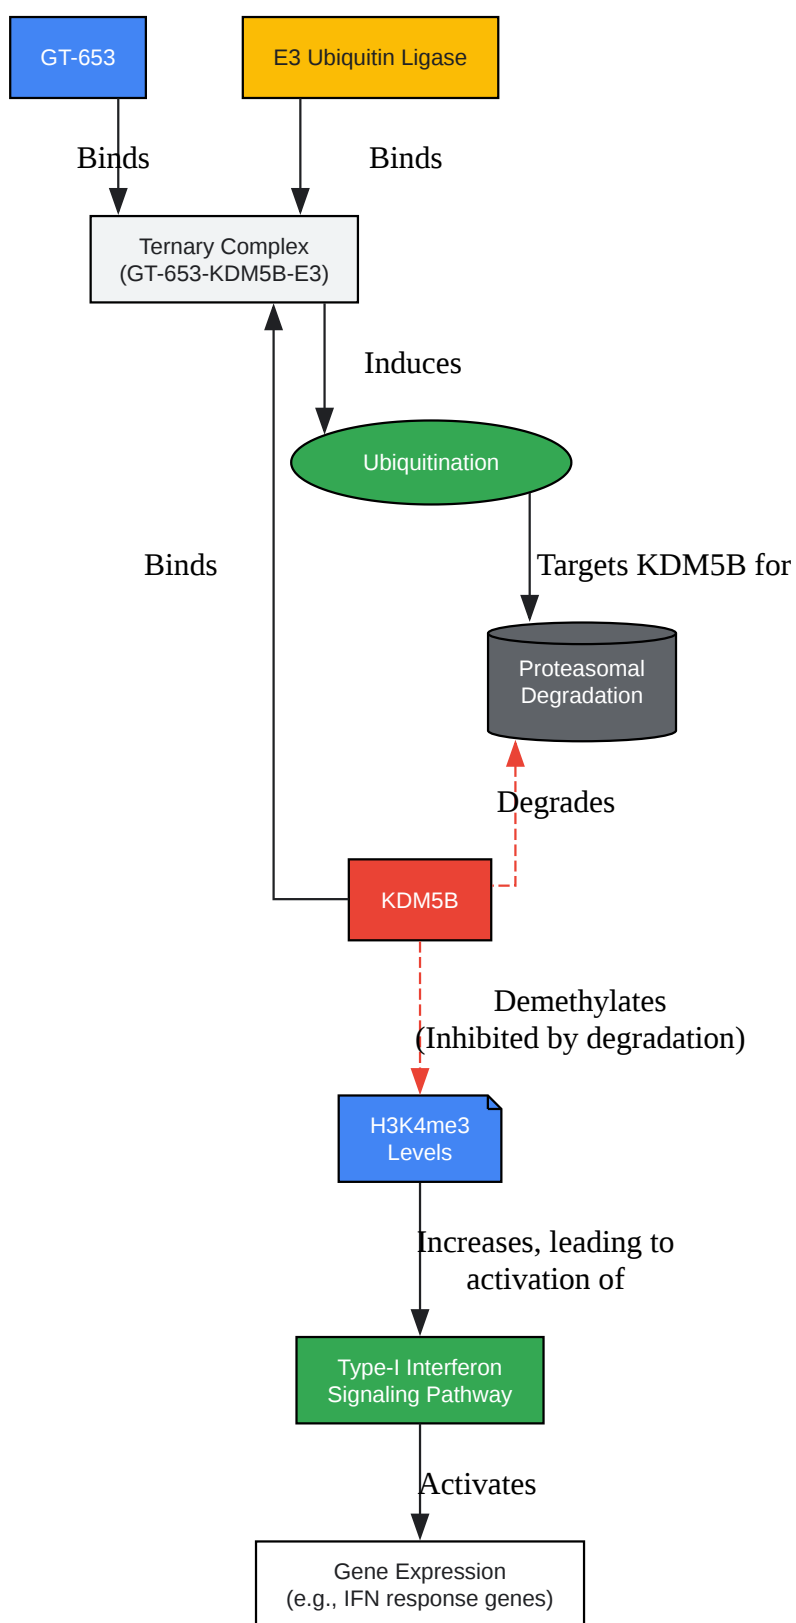 GT-653
E3 Ubiquitin Ligase
Binds
Binds
Ternary Complex
(GT-653-KDM5B-E3)
Induces
Ubiquitination
Binds
Targets KDM5B for
Proteasomal
Degradation
Degrades
KDM5B
Demethylates
(Inhibited by degradation)
H3K4me3
Levels
Increases, leading to
activation of
Type-I Interferon
Signaling Pathway
Activates
Gene Expression
(e.g., IFN response genes)